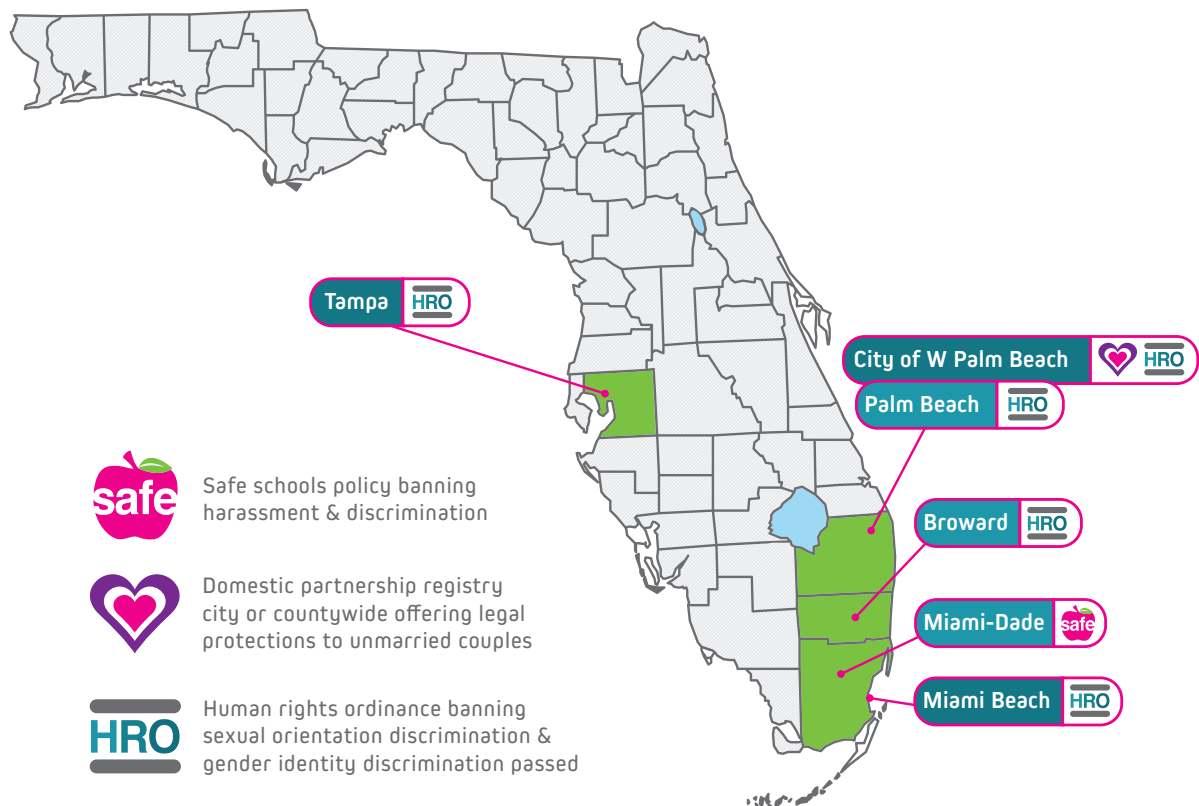 Tampa HRO
City of W Palm Beach HRO
Palm Beach HRO
Broward HRO
Miami-Dade safe
Miami Beach HRO
safe
Safe schools policy banning
harassment & discrimination
Domestic partnership registry
city or countywide offering legal
protections to unmarried couples
HRO
Human rights ordinance banning
sexual orientation discrimination &
gender identity discrimination passed